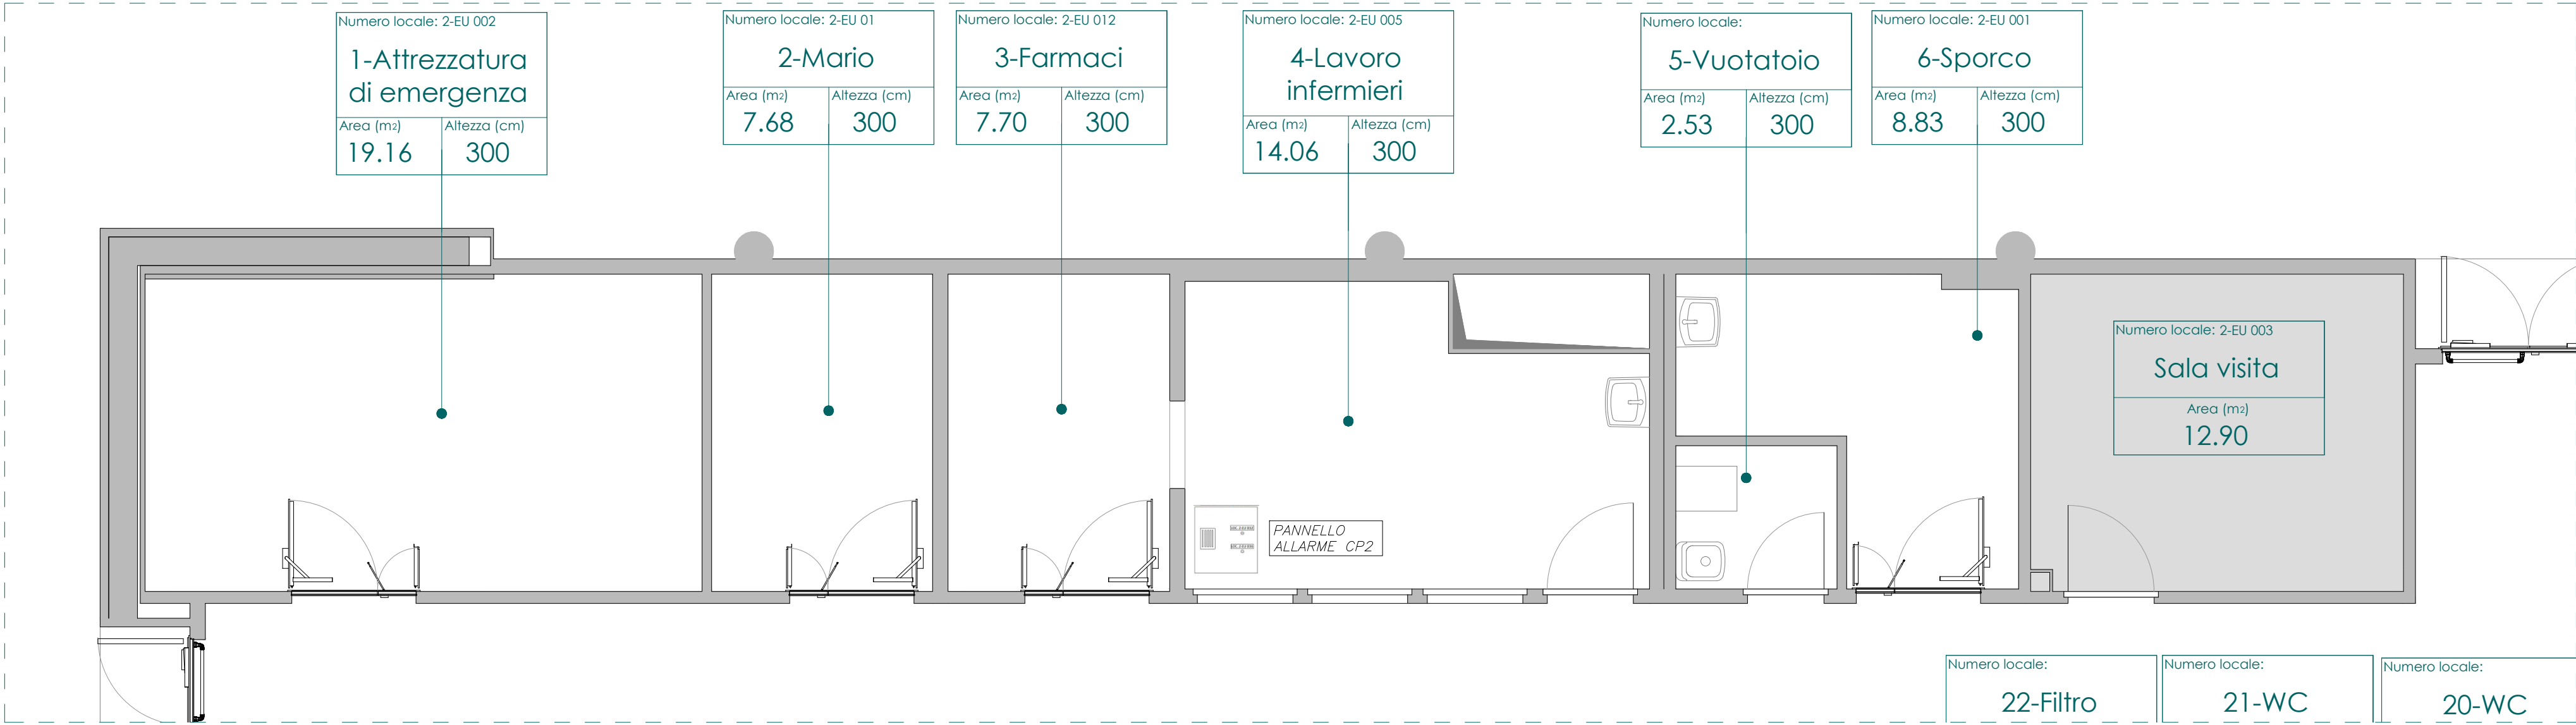 Numero locale: 2-EU 002
1-Attrezzatura
di emergenza
Area (m2)
Altezza (cm)
19.16
300
Numero locale: 2-EU 01
2-Mario
Area (m2)
Altezza (cm)
7.68
300
Numero locale: 2-EU 012
3-Farmaci
Area (m2)
Altezza (cm)
7.70
300
Numero locale: 2-EU 005
4-Lavoro
infermieri
Area (m2)
Altezza (cm)
14.06
300
Numero locale:
5-Vuotatoio
Area (m2)
Altezza (cm)
2.53
300
Numero locale: 2-EU 001
6-Sporco
Area (m2)
Altezza (cm)
8.83
300
Numero locale: 2-EU 003
Sala visita
Area (m2)
12.90
PANNELLO
ALLARME CP2
Numero locale:
22-Filtro
Numero locale:
21-WC
Numero locale:
20-WC